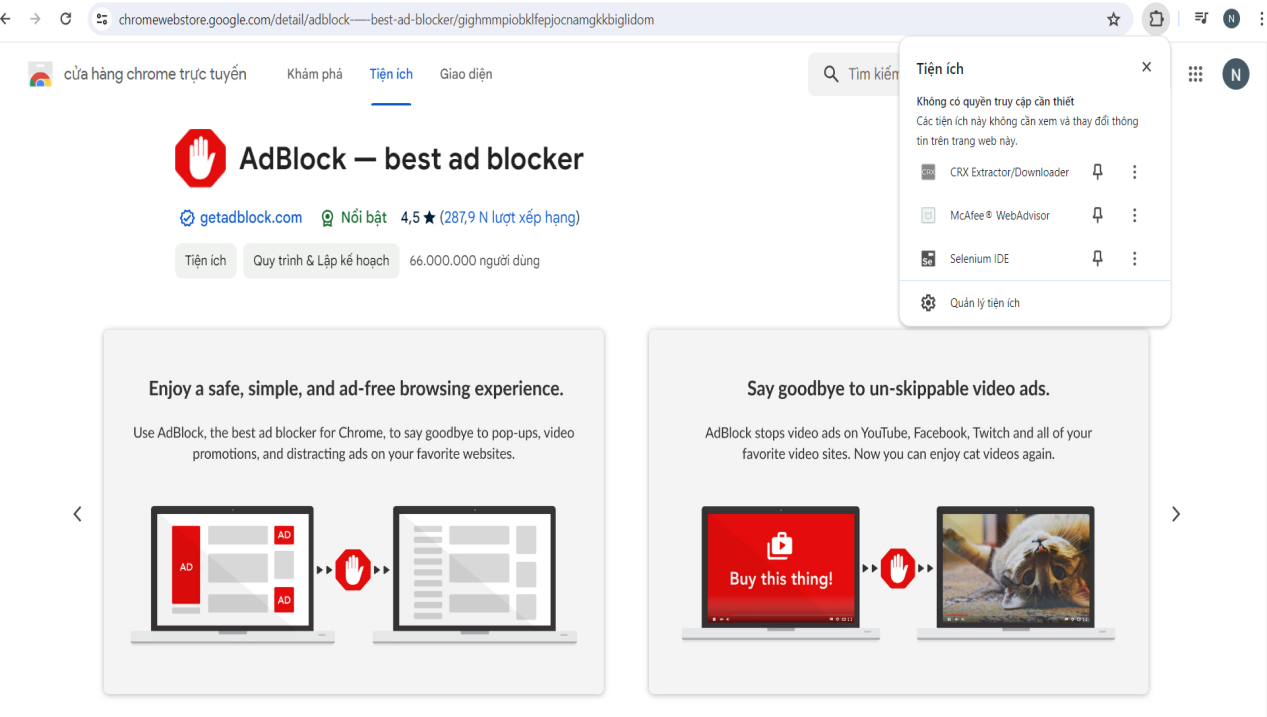 chromewebstore.google.com/detail/adblock-—-best-ad-blocker/gighmmpiobklfepjocnamgkkbiglidom
N
cửa hàng chrome trực tuyến
Khám phá
Tiện ích
Giao diện
Tìm kiếm
N
Tiện ích
Không có quyền truy cập cần thiết
Các tiện ích này không cần xem và thay đổi thông
tin trên trang web này.
CRX
CRX Extractor/Downloader
McAfee® WebAdvisor
Se
Selenium IDE
Quản lý tiện ích
AdBlock — best ad blocker
getadblock.com
Nổi bật
4,5 ★ (287,9 N lượt xếp hạng)
Tiện ích
Quy trình & Lập kế hoạch
66.000.000 người dùng
Enjoy a safe, simple, and ad-free browsing experience.
Use AdBlock, the best ad blocker for Chrome, to say goodbye to pop-ups, video
promotions, and distracting ads on your favorite websites.
AD
AD
AD
Say goodbye to un-skippable video ads.
AdBlock stops video ads on YouTube, Facebook, Twitch and all of your
favorite video sites. Now you can enjoy cat videos again.
Buy this thing!